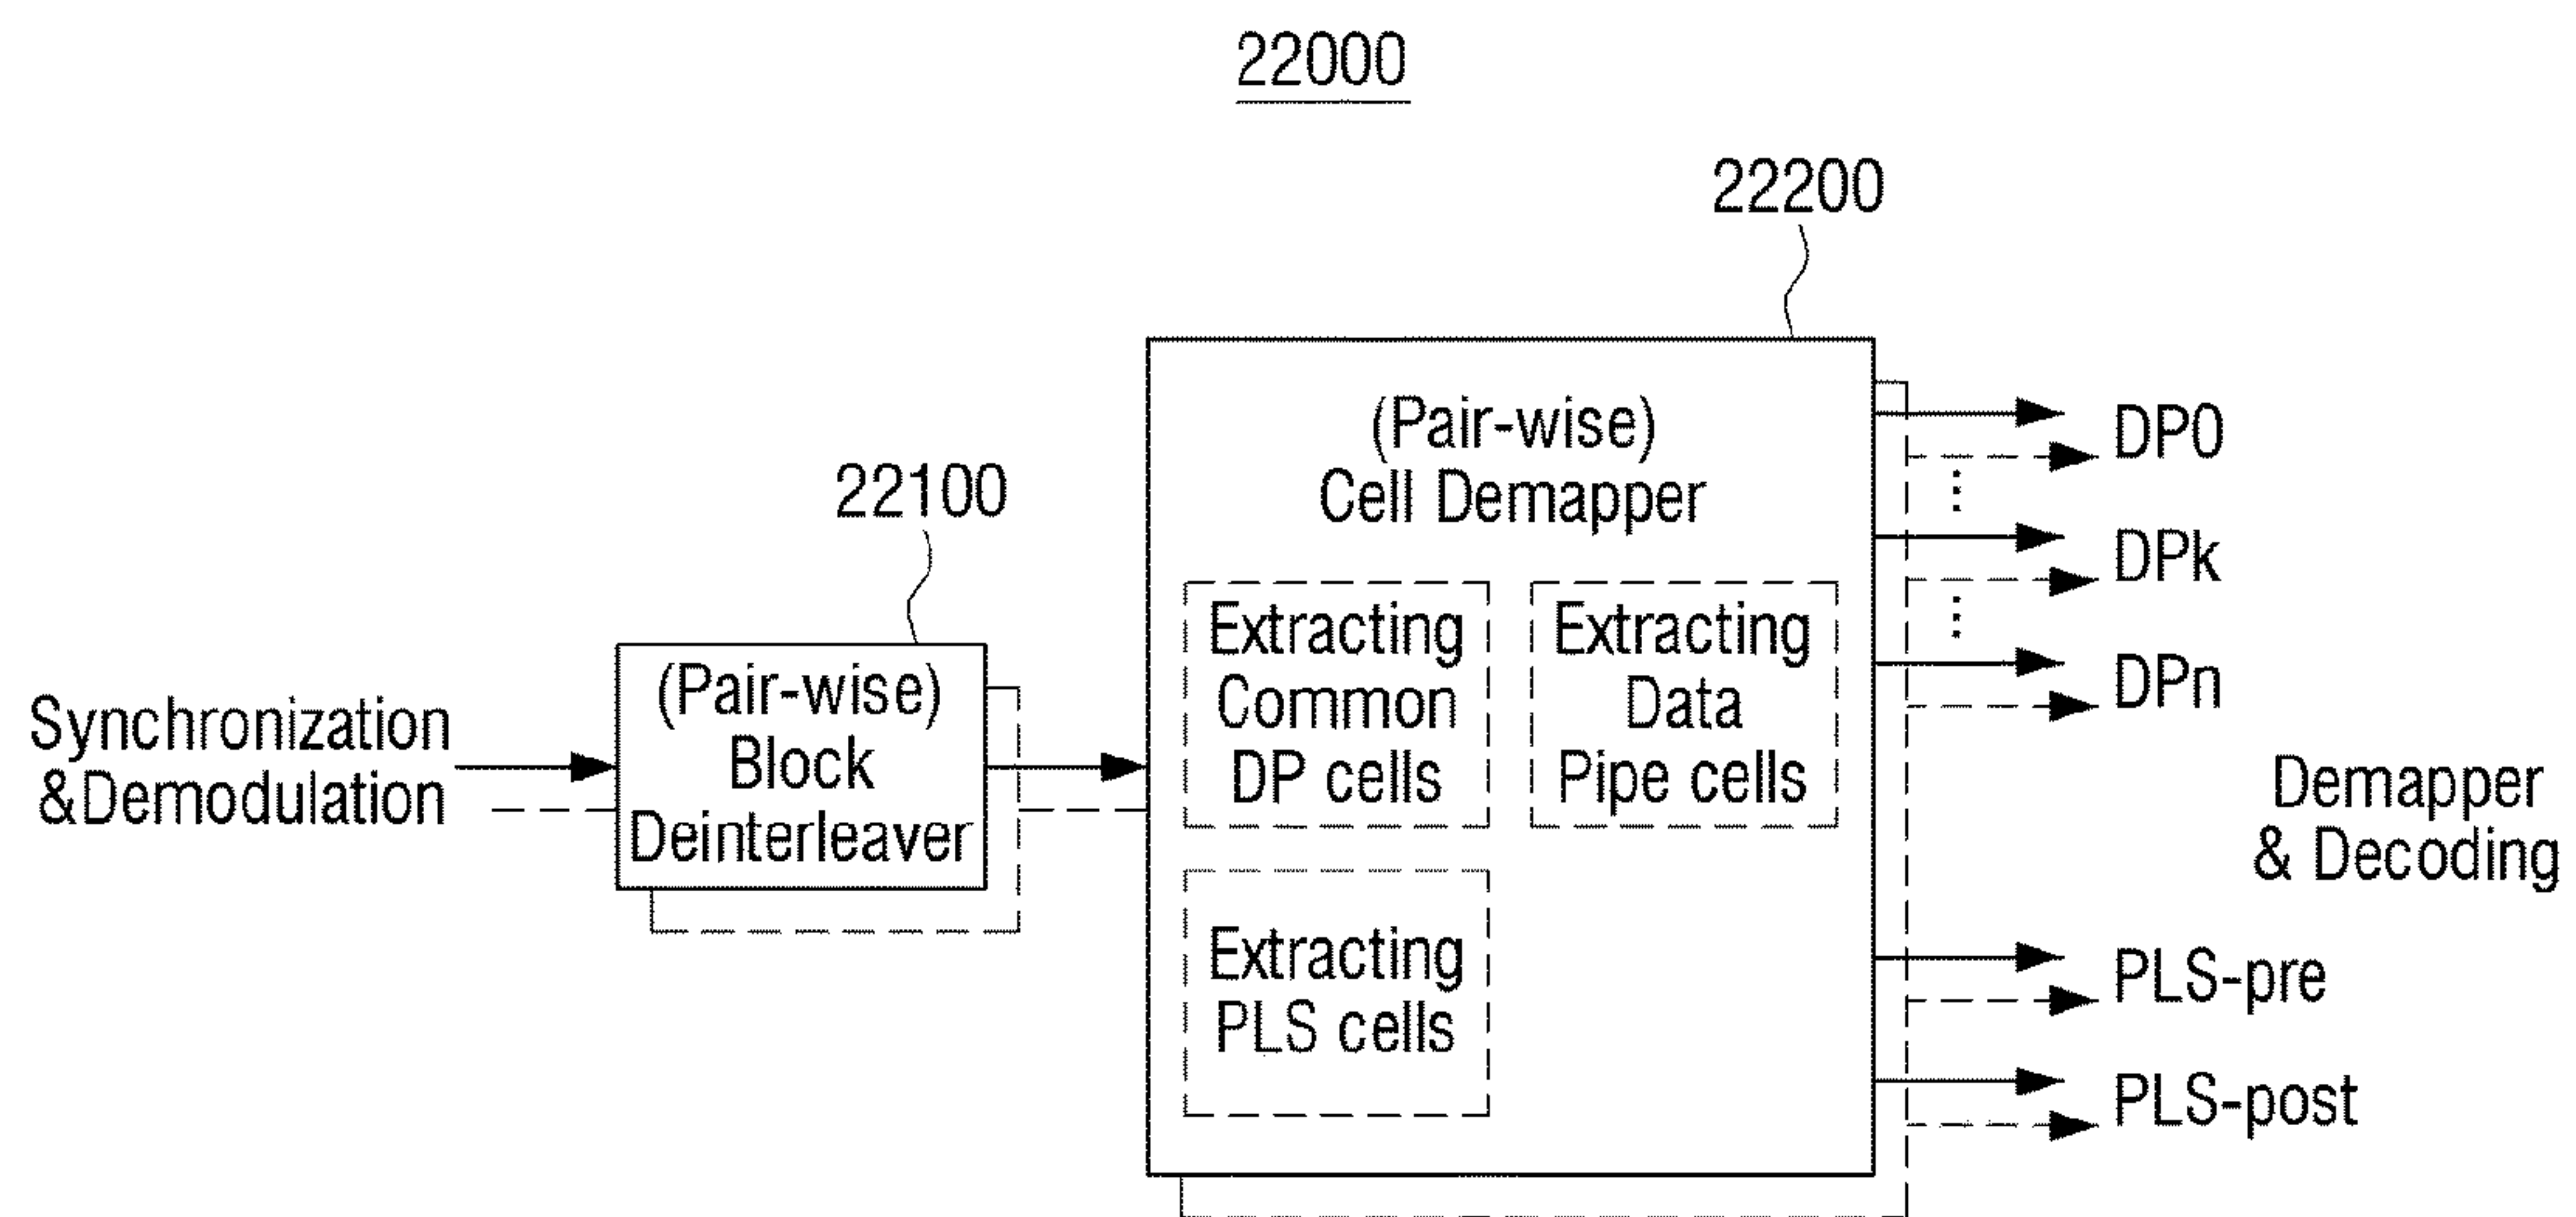 22000
22200
22100
Synchronization
&Demodulation
(Pair-wise)
Block
Deinterleaver
(Pair-wise)
Cell Demapper
Extracting
Common
DP cells
Extracting
Data
Pipe cells
Extracting
PLS cells
DP0
DPk
DPn
Demapper
& Decoding
PLS-pre
PLS-post